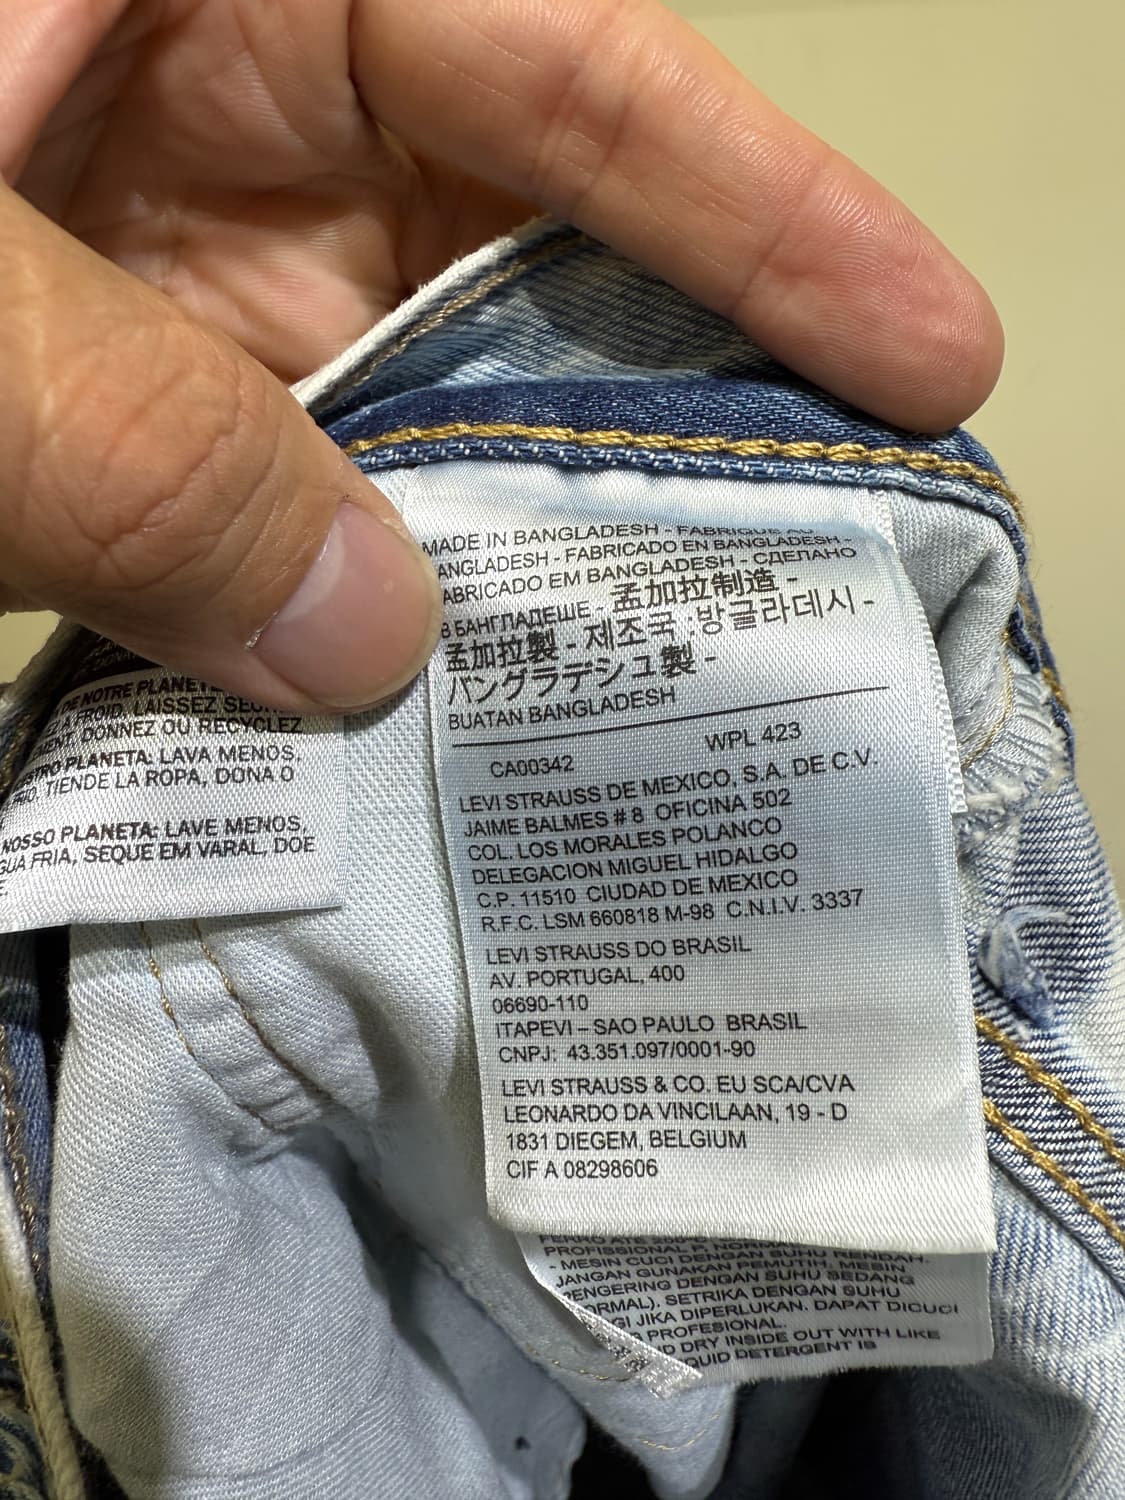 DE NOTRE PLANETE
À FROID, LAISSEZ
DONNEZ OU RECYCLEZ
PLANETA: LAVA MENOS,
TIENDE LA ROPA, DONA O
NOSSO PLANETA: LAVE MENOS,
FRIA, SEQUE EM VARAL, DOE
MADE IN BANGLADESH - FABRIQUE AU
ANGLADESH - FABRICADO EN BANGLADESH -
ABRICADO EM BANGLADESH - СДЕЛАНО
В БАНГЛАДЕШЕ - 孟加拉制造 -
孟加拉製 - 제조국 :방글라데시 -
バングラデシュ製 -
BUATAN BANGLADESH
CA00342 WPL 423
LEVI STRAUSS DE MEXICO, S.A. DE C.V.
JAIME BALMES # 8 OFICINA 502
COL. LOS MORALES POLANCO
DELEGACION MIGUEL HIDALGO
C.P. 11510 CIUDAD DE MEXICO
R.F.C. LSM 660818 M-98 C.N.I.V. 3337
LEVI STRAUSS DO BRASIL
AV. PORTUGAL, 400
06690-110
ITAPEVI – SAO PAULO BRASIL
CNPJ: 43.351.097/0001-90
LEVI STRAUSS & CO. EU SCA/CVA
LEONARDO DA VINCILAAN, 19 - D
1831 DIEGEM, BELGIUM
CIF A 08298606
PROFISSIONAL P, NORMAL
- MESIN CUCI DENGAN SUHU RENDAH.
JANGAN GUNAKAN PEMUTIH. MESIN
PENGERING DENGAN SUHU SEDANG
ORMAL). SETRIKA DENGAN SUHU
GI JIKA DIPERLUKAN. DAPAT DICUCI
PROFESIONAL.
DRY INSIDE OUT WITH LIKE
QUID DETERGENT IS